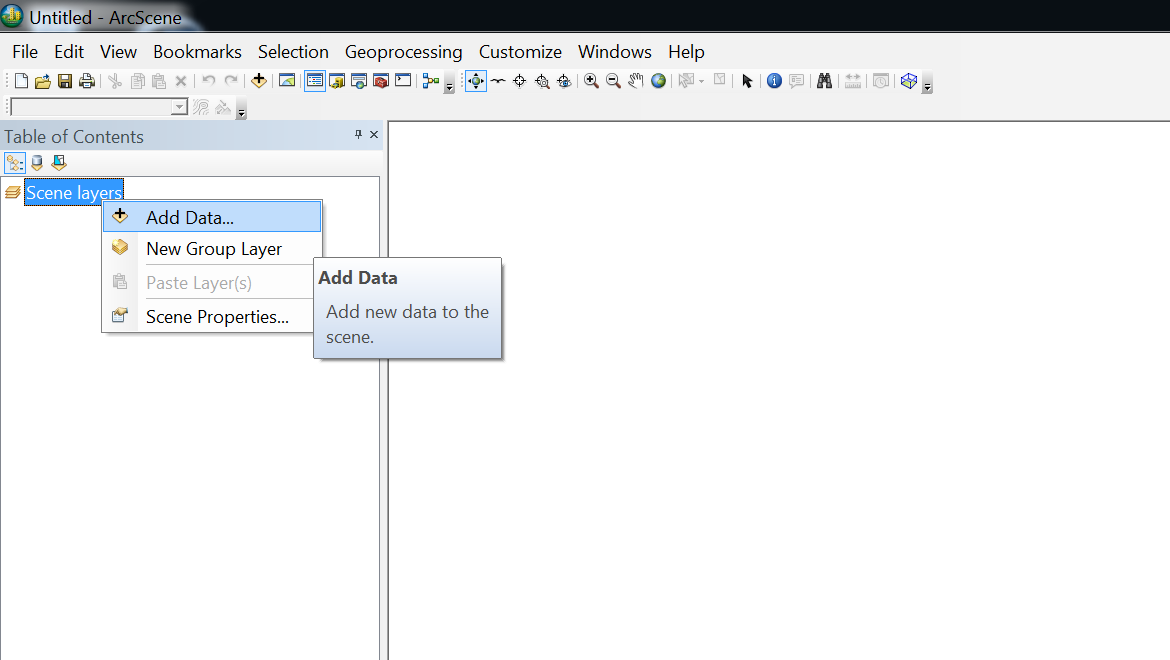 Untitled - ArcScene
File Edit View Bookmarks Selection Geoprocessing Customize Windows Help
Table of Contents
Scene layers
Add Data...
New Group Layer
Paste Layer(s)
Scene Properties...
Add Data
Add new data to the
scene.